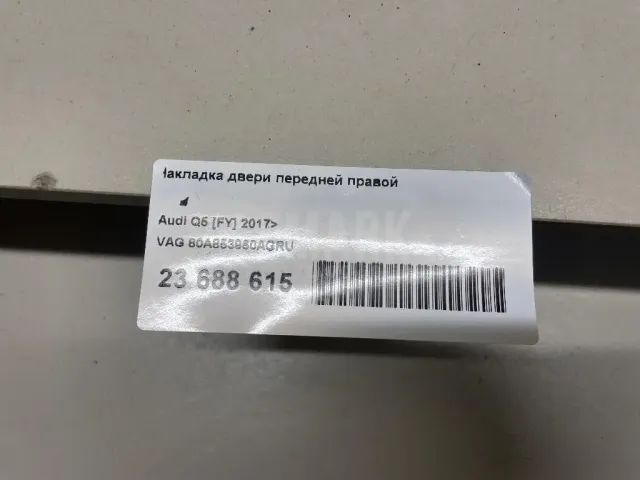 Накладка двери передней правой
Audi Q5 [FY] 2017>
VAG 80A853960AGRU
23 688 615